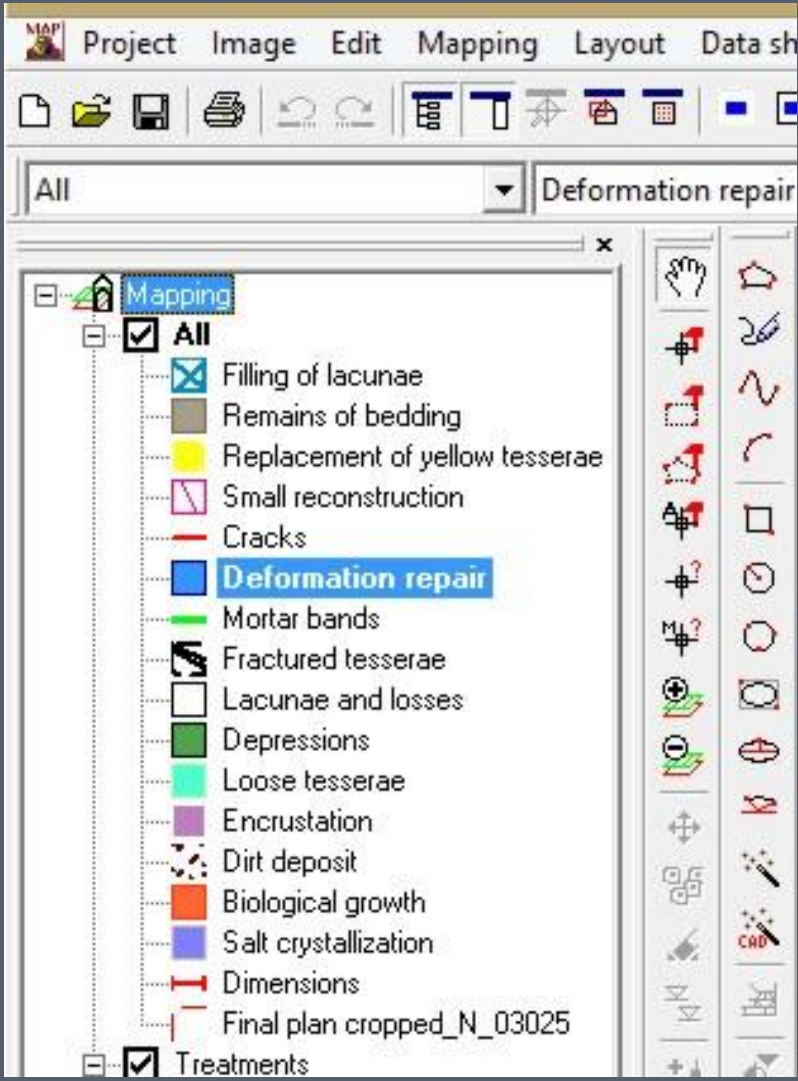 MAP Project Image Edit Mapping Layout Data sh
All Deformation repair
Mapping
All
Filling of lacunae
Remains of bedding
Replacement of yellow tesserae
Small reconstruction
Cracks
Deformation repair
Mortar bands
Fractured tesserae
Lacunae and losses
Depressions
Loose tesserae
Encrustation
Dirt deposit
Biological growth
Salt crystallization
Dimensions
Final plan cropped_N_03025
Treatments
A
?
M ?
CAD